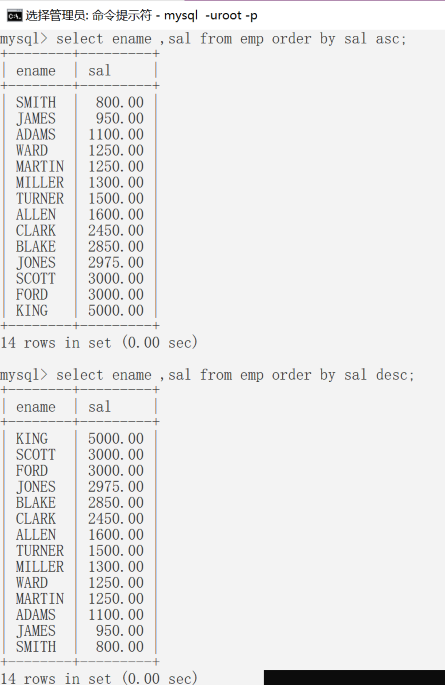 选择管理员: 命令提示符 - mysql  -uroot -p
mysql> select ename ,sal from emp order by sal asc;
+--------+---------+
| ename  | sal     |
+--------+---------+
| SMITH  |  800.00 |
| JAMES  |  950.00 |
| ADAMS  | 1100.00 |
| WARD   | 1250.00 |
| MARTIN | 1250.00 |
| MILLER | 1300.00 |
| TURNER | 1500.00 |
| ALLEN  | 1600.00 |
| CLARK  | 2450.00 |
| BLAKE  | 2850.00 |
| JONES  | 2975.00 |
| SCOTT  | 3000.00 |
| FORD   | 3000.00 |
| KING   | 5000.00 |
+--------+---------+
14 rows in set (0.00 sec)
mysql> select ename ,sal from emp order by sal desc;
+--------+---------+
| ename  | sal     |
+--------+---------+
| KING   | 5000.00 |
| SCOTT  | 3000.00 |
| FORD   | 3000.00 |
| JONES  | 2975.00 |
| BLAKE  | 2850.00 |
| CLARK  | 2450.00 |
| ALLEN  | 1600.00 |
| TURNER | 1500.00 |
| MILLER | 1300.00 |
| WARD   | 1250.00 |
| MARTIN | 1250.00 |
| ADAMS  | 1100.00 |
| JAMES  |  950.00 |
| SMITH  |  800.00 |
+--------+---------+
14 rows in set (0.00 sec)